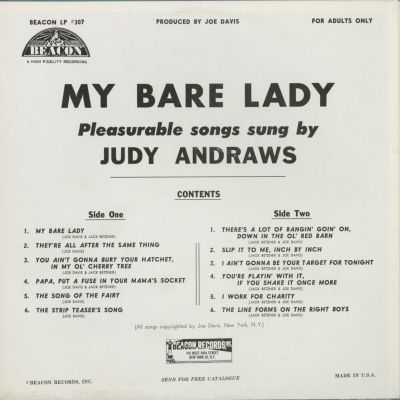 BEACON LP #307
PRODUCED BY JOE DAVIS
FOR ADULTS ONLY
BEACON
A HIGH FIDELITY RECORDING
MY BARE LADY
Pleasurable songs sung by
JUDY ANDRAWS
CONTENTS
Side One
1. MY BARE LADY
(JOE DAVIS & JACK BETZNER)
2. THEY'RE ALL AFTER THE SAME THING
(JOE DAVIS)
3. YOU AIN'T GONNA BURY YOUR HATCHET,
IN MY OL' CHERRY TREE
(JOE DAVIS & JACK BETZNER)
4. PAPA, PUT A FUSE IN YOUR MAMA'S SOCKET
(JOE DAVIS & JACK BETZNER)
5. THE SONG OF THE FAIRY
(JOE DAVIS)
6. THE STRIP TEASER'S SONG
(JOE DAVIS)
Side Two
1. THERE'S A LOT OF BANGIN' GOIN' ON,
DOWN IN THE OL' RED BARN
(JACK BETZNER & JOE DAVIS)
2. SLIP IT TO ME, INCH BY INCH
(JACK BETZNER & JOE DAVIS)
3. I AIN'T GONNA BE YOUR TARGET FOR TONIGHT
(JACK BETZNER & JOE DAVIS)
4. YOU'RE PLAYIN' WITH IT,
IF YOU SHAKE IT ONCE MORE
(JACK BETZNER & JOE DAVIS)
5. I WORK FOR CHARITY
(JACK BETZNER & JOE DAVIS)
6. THE LINE FORMS ON THE RIGHT BOYS
(JACK BETZNER & JOE DAVIS)
(All songs copyrighted by Joe Davis, New York, N. Y.)
BEACON RECORDS, INC.
NEW YORK 36, N.Y.
©BEACON RECORDS, INC.
SEND FOR FREE CATALOGUE
MADE IN U.S.A.